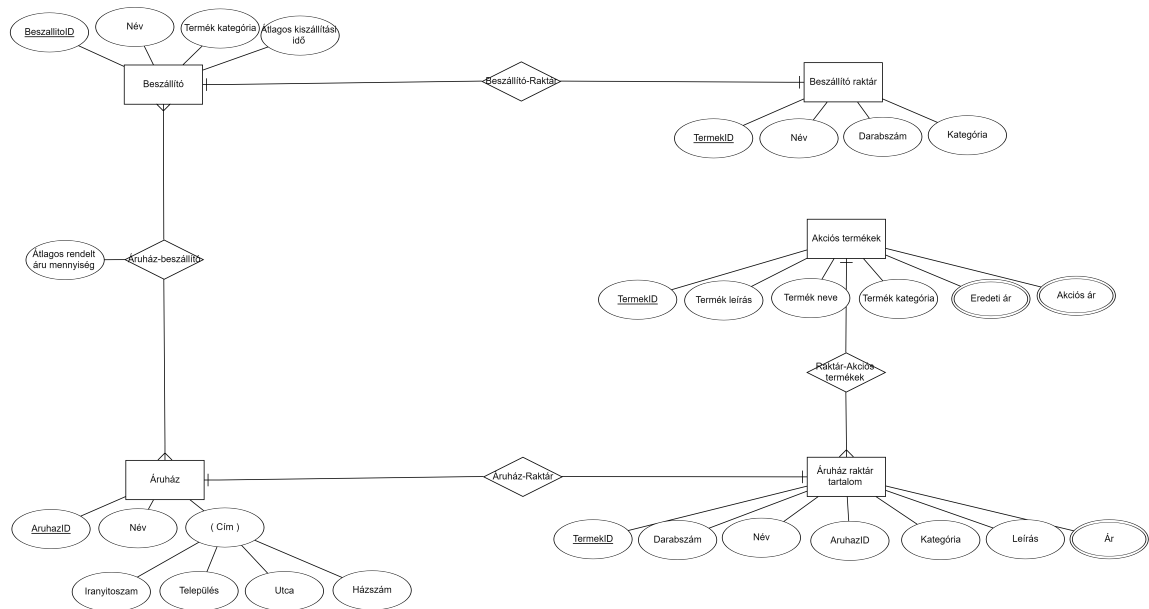 BeszallitoID
Név
Termék kategória
Átlagos kiszállítási
idő
Beszállító
Beszállító-Raktár
Beszállító raktár
TermekID
Név
Darabszám
Kategória
Átlagos rendelt
áru mennyiség
Áruház-beszállító
Akciós termékek
TermekID
Termék leírás
Termék neve
Termék kategória
Eredeti ár
Akciós ár
Raktár-Akciós
termékek
Áruház
Áruház-Raktár
Áruház raktár
tartalom
AruhazID
Név
( Cím )
TermekID
Darabszám
Név
AruhazID
Kategória
Leírás
Ár
Iranyitoszam
Település
Utca
Házszám